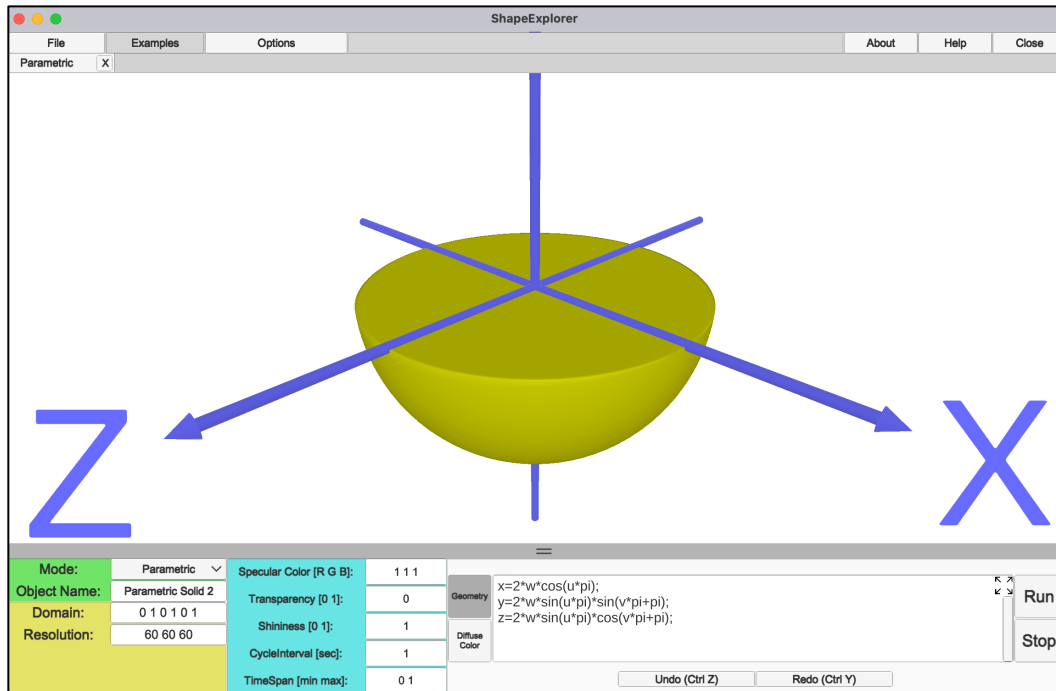 ShapeExplorer
File Examples Options About Help Close
Parametric X
Z X
Mode: Parametric
Object Name: Parametric Solid 2
Domain: 0 1 0 1 0 1
Resolution: 60 60 60
Specular Color [R G B]: 1 1 1
Transparency [0 1]: 0
Shininess [0 1]: 1
CycleInterval [sec]: 1
TimeSpan [min max]: 0 1
Geometry
Diffuse
Color
x=2*w*cos(u*pi);
y=2*w*sin(u*pi)*sin(v*pi+pi);
z=2*w*sin(u*pi)*cos(v*pi+pi);
Run
Stop
Undo (Ctrl Z) Redo (Ctrl Y)